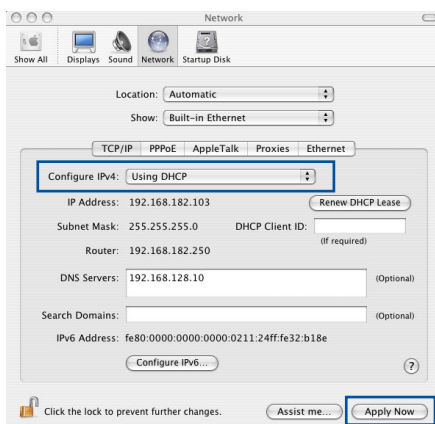 Network
Show All Displays Sound Network Startup Disk
Location: Automatic
Show: Built-in Ethernet
TCP/IP PPPoE AppleTalk Proxies Ethernet
Configure IPv4: Using DHCP
IP Address: 192.168.182.103 Renew DHCP Lease
Subnet Mask: 255.255.255.0 DHCP Client ID:
(If required)
Router: 192.168.182.250
DNS Servers: 192.168.128.10 (Optional)
Search Domains: (Optional)
IPv6 Address: fe80:0000:0000:0000:0211:24ff:fe32:b18e
Configure IPv6... ?
Click the lock to prevent further changes. Assist me... Apply Now